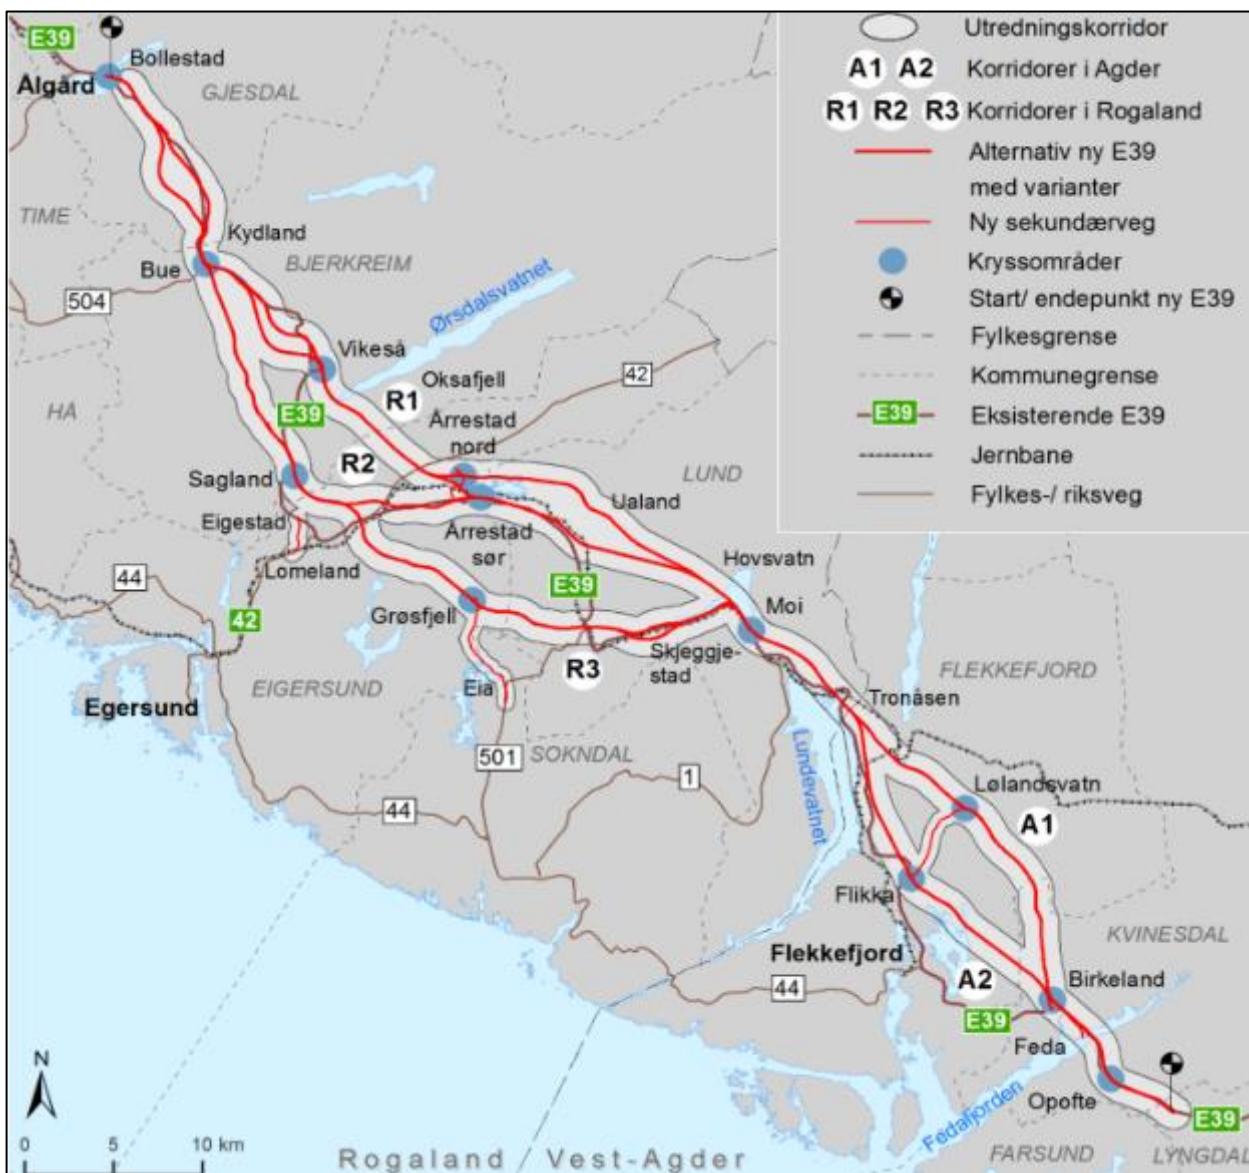 E39
Bollestad
Ålgård
GJESDAL
TIME
Kydland
Bue
BJERKREIM
504
Ørsdalsvatnet
Vikeså
Oksafjell
R1
42
HÅ
E39
Årrestad
nord
R2
LUND
Sagland
Ualand
Eigestad
Årrestad
sør
Hovsvatn
Lomeland
44
E39
42
Grøsfjell
Moi
Skjeggje-
stad
R3
FLEKKEFJORD
EIGERSUND
Eia
Tronåsen
Egersund
501
SOKNDAL
1
Lundevatnet
Lølandsvatn
44
A1
Flikka
KVINESDAL
Flekkefjord
A2
Birkeland
44
E39
Feda
Opofte
Fedafjorden
E39
FARSUND
LYNGDAL
N
0 5 10 km
Rogaland Vest-Agder
Utredningskorridor
A1 A2 Korridorer i Agder
R1 R2 R3 Korridorer i Rogaland
Alternativ ny E39
med varianter
Ny sekundærveg
Kryssområder
Start/ endepunkt ny E39
Fylkesgrense
Kommunegrense
E39 Eksisterende E39
Jernbane
Fylkes-/ riksveg